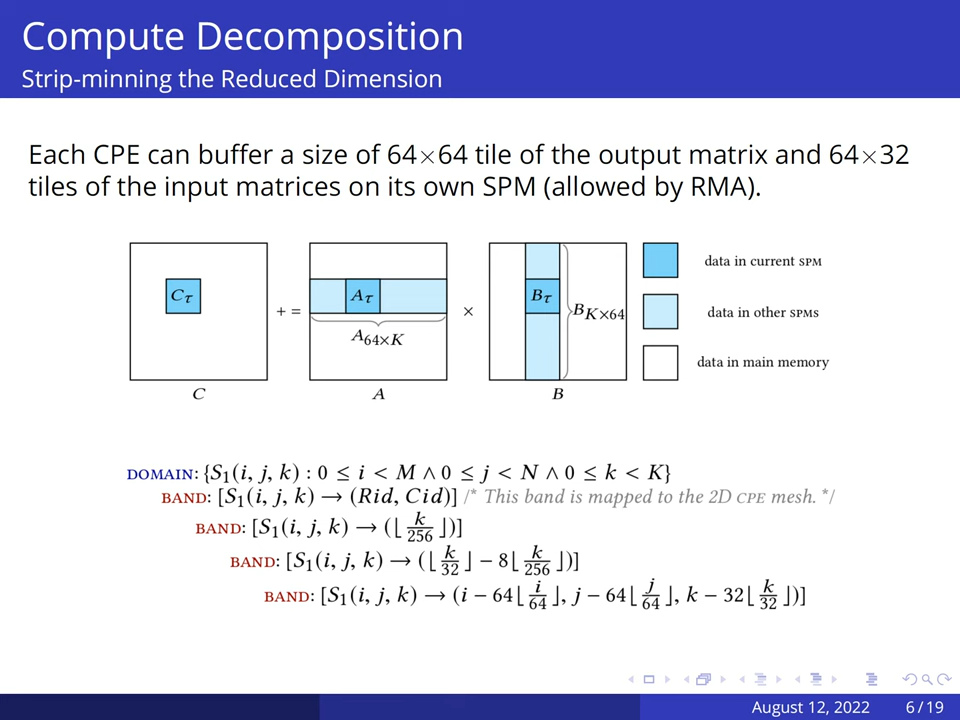 Compute Decomposition
Strip-minning the Reduced Dimension
Each CPE can buffer a size of 64×64 tile of the output matrix and 64×32
tiles of the input matrices on its own SPM (allowed by RMA).
Cτ
+ =
Aτ
A64×K
×
Bτ
BK×64
data in current SPM
data in other SPMs
data in main memory
C
A
B
DOMAIN: {S₁(i, j, k) : 0 ≤ i < M ∧ 0 ≤ j < N ∧ 0 ≤ k < K}
BAND: [S₁(i, j, k) → (Rid, Cid)] /* This band is mapped to the 2D CPE mesh. */
BAND: [S₁(i, j, k) → (⌊k/256⌋)]
BAND: [S₁(i, j, k) → (⌊k/32⌋ − 8⌊k/256⌋)]
BAND: [S₁(i, j, k) → (i − 64⌊i/64⌋, j − 64⌊j/64⌋, k − 32⌊k/32⌋)]
August 12, 2022 6 / 19